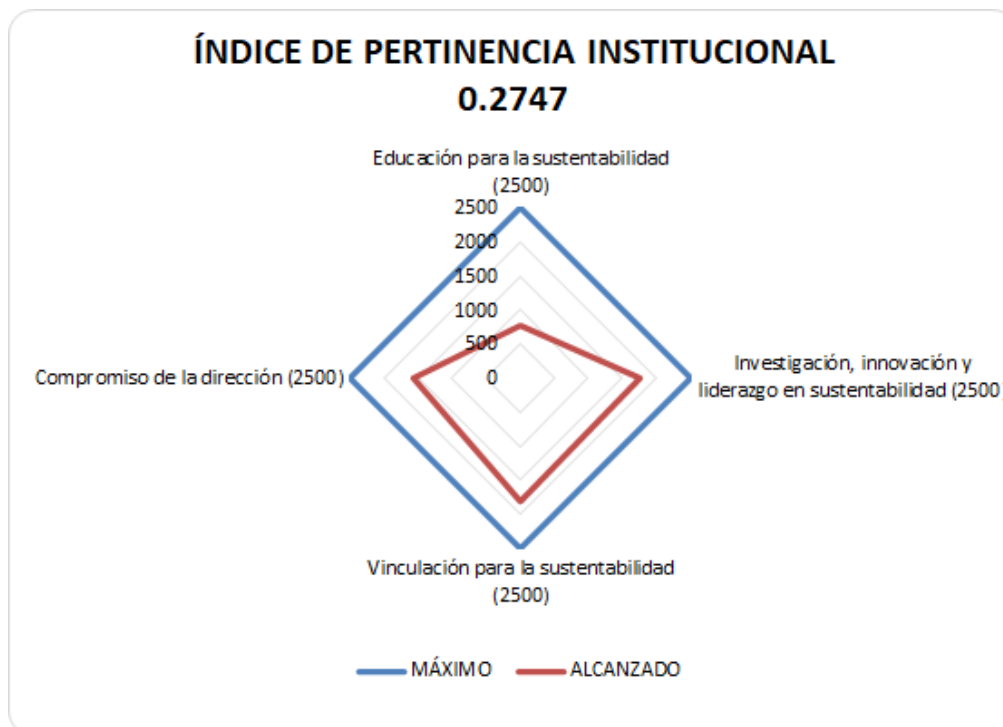 ÍNDICE DE PERTINENCIA INSTITUCIONAL
0.2747
Educación para la sustentabilidad
(2500)
2500
2000
1500
1000
500
0
Compromiso de la dirección (2500)
Investigación, innovación y
liderazgo en sustentabilidad (2500)
Vinculación para la sustentabilidad
(2500)
MÁXIMO
ALCANZADO